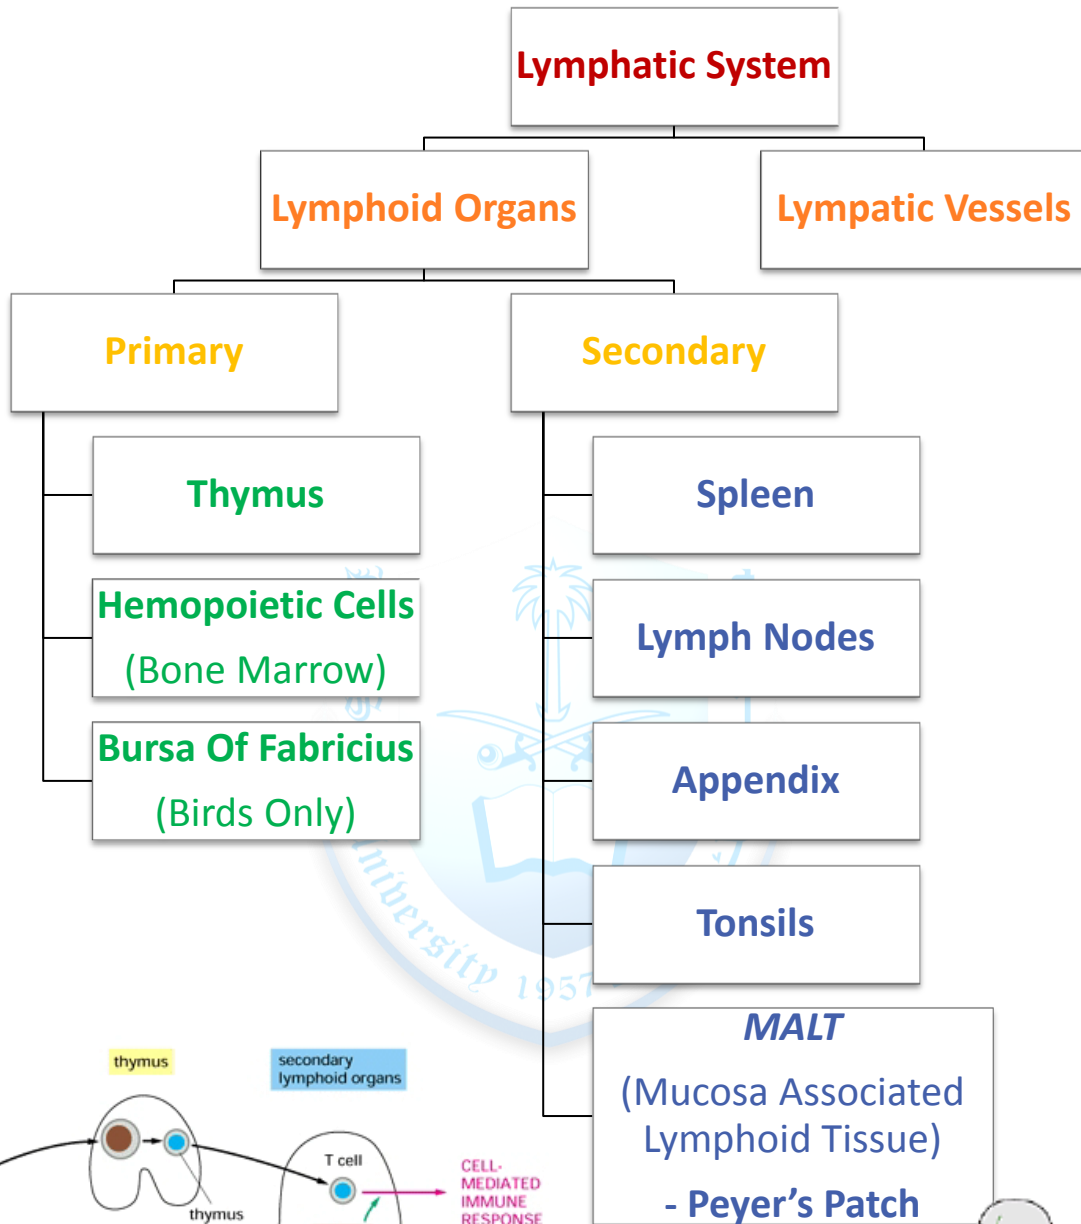 Lymphatic System
Lymphoid Organs
Lympatic Vessels
Primary
Secondary
Thymus
Hemopoietic Cells
(Bone Marrow)
Bursa Of Fabricius
(Birds Only)
Spleen
Lymph Nodes
Appendix
Tonsils
MALT
(Mucosa Associated
Lymphoid Tissue)
- Peyer's Patch
University 1957
thymus
secondary
lymphoid organs
T cell
thymus
CELL-
MEDIATED
IMMUNE
RESPONSE